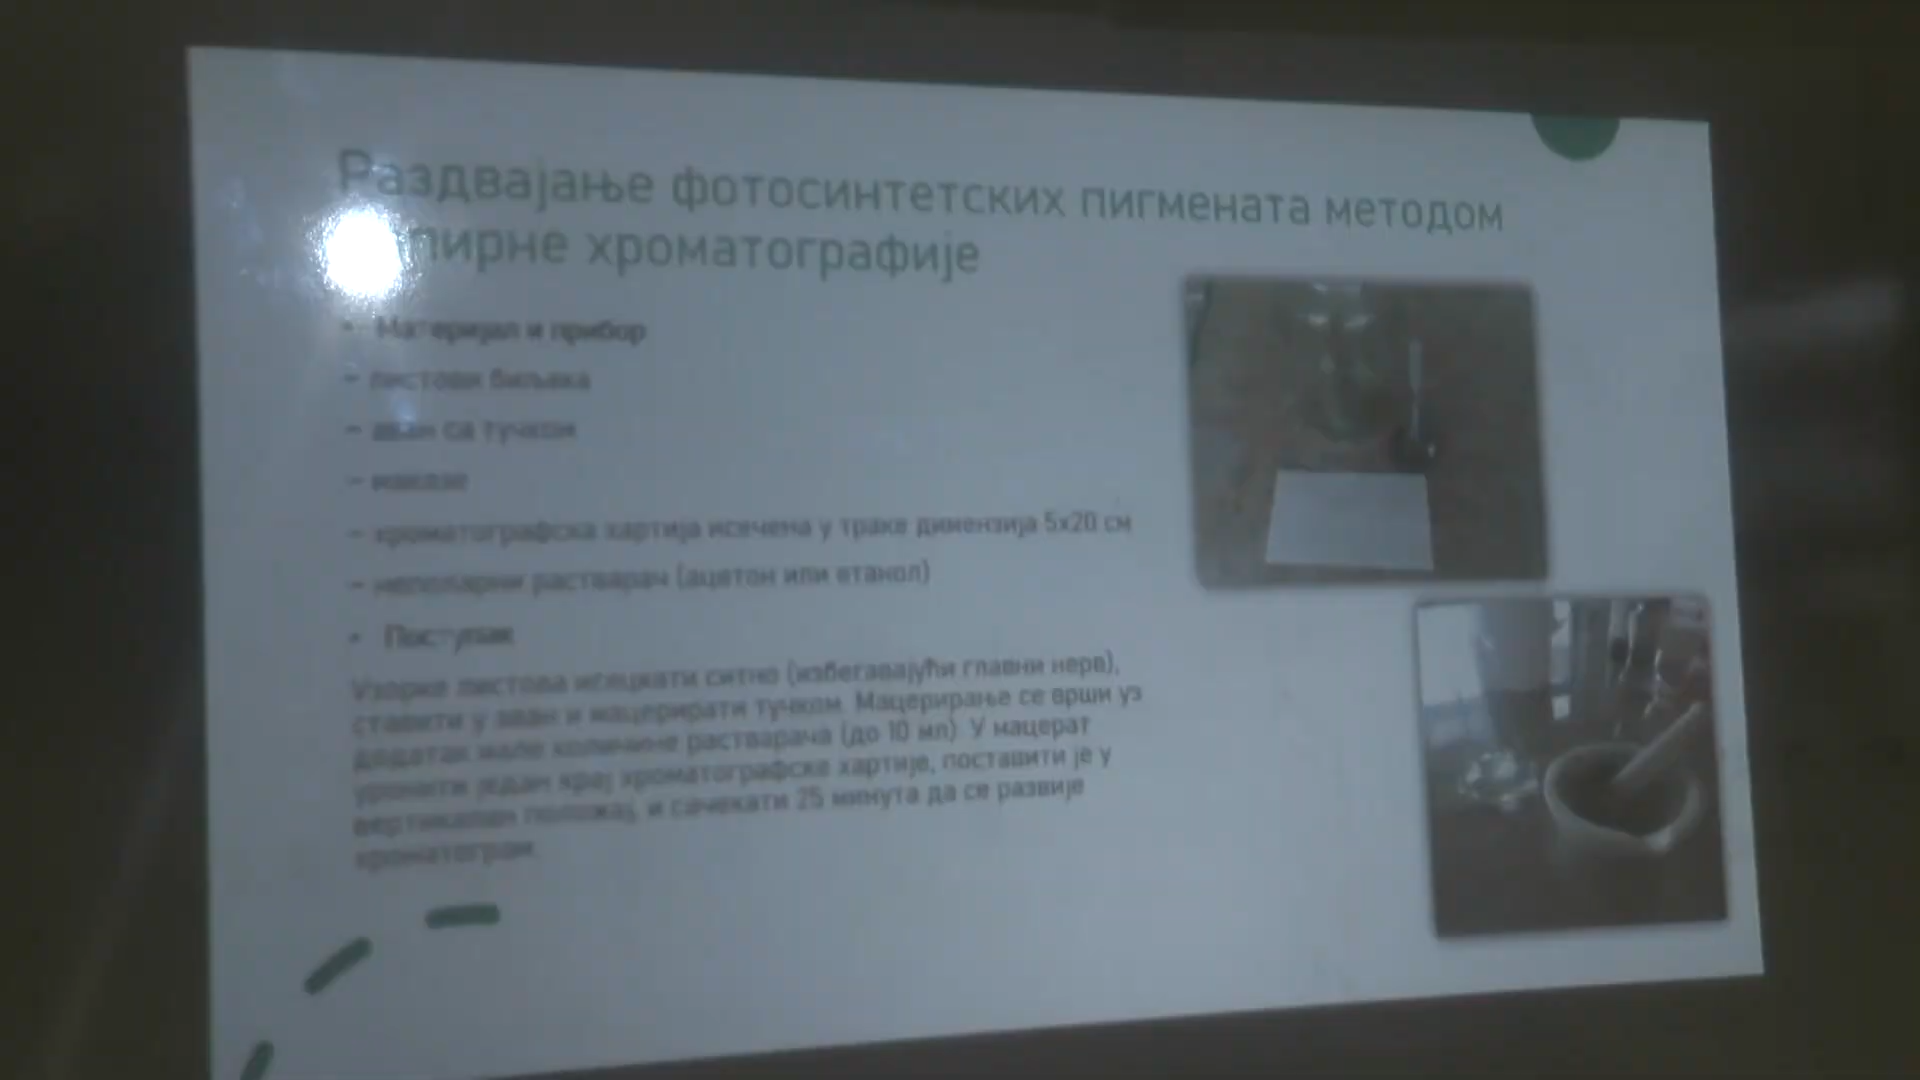 Раздвајање фотосинтетских пигмената методом
хроматографије
• Материјал и прибор
– листови биљака
– аван са тучком
– маказе
– хроматографска хартија исечена у траке димензија 5x20 см
– неполарни растварач (ацетон или етанол)
• Поступак
Узорке листова исецкати ситно (избегавајући главни нерв),
ставити у аван и мацерирати тучком. Мацерирање се врши уз
додатак мале количине растварача (до 10 мл). У мацерат
уронити један крај хроматографске хартије, поставити је у
вертикалан положај, и сачекати 25 минута да се развије
хроматограм.